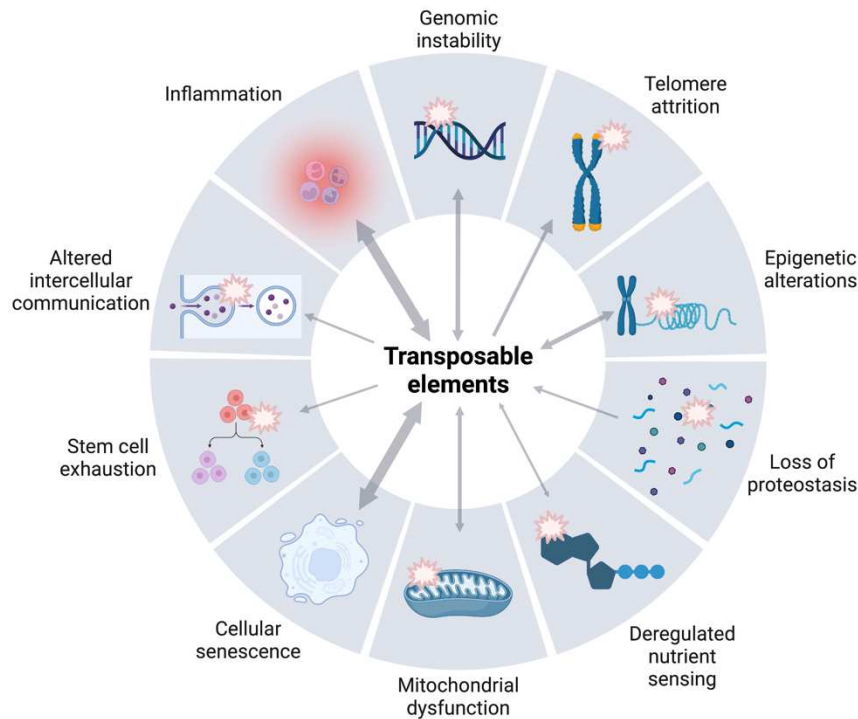 Genomic
instability
Telomere
attrition
Epigenetic
alterations
Loss of
proteostasis
Deregulated
nutrient
sensing
Mitochondrial
dysfunction
Cellular
senescence
Stem cell
exhaustion
Altered
intercellular
communication
Inflammation
Transposable
elements